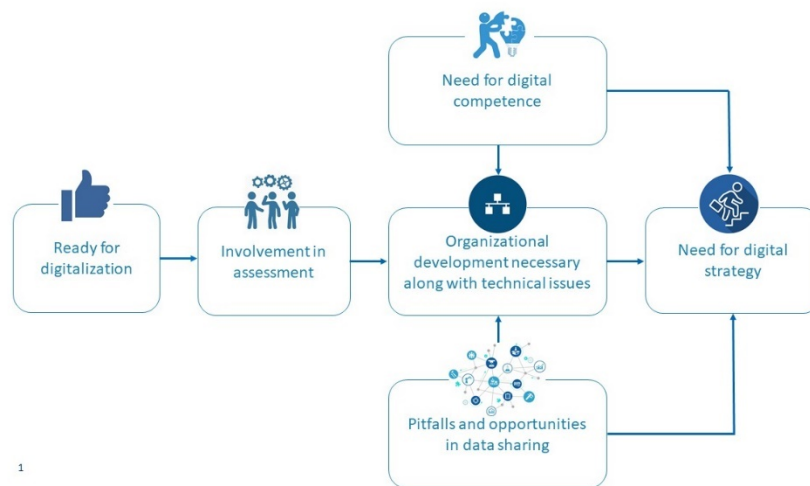 Need for digital
competence
Ready for
digitalization
Involvement in
assessment
Organizational
development necessary
along with technical issues
Need for digital
strategy
Pitfalls and opportunities
in data sharing
1